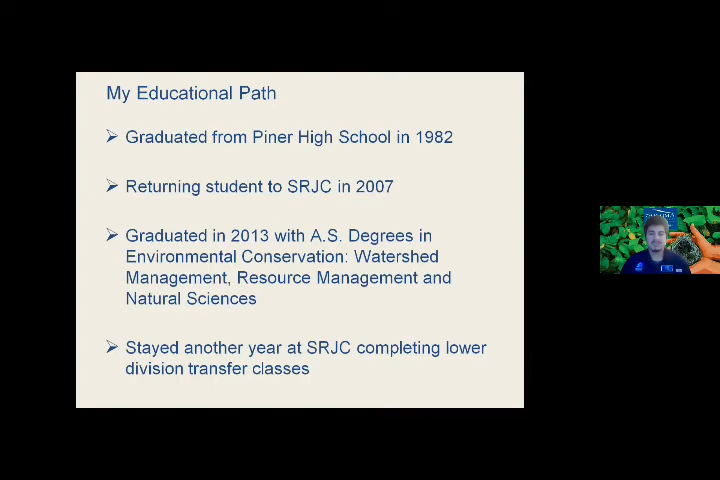 My Educational Path
➢ Graduated from Piner High School in 1982
➢ Returning student to SRJC in 2007
➢ Graduated in 2013 with A.S. Degrees in
Environmental Conservation: Watershed
Management, Resource Management and
Natural Sciences
➢ Stayed another year at SRJC completing lower
division transfer classes